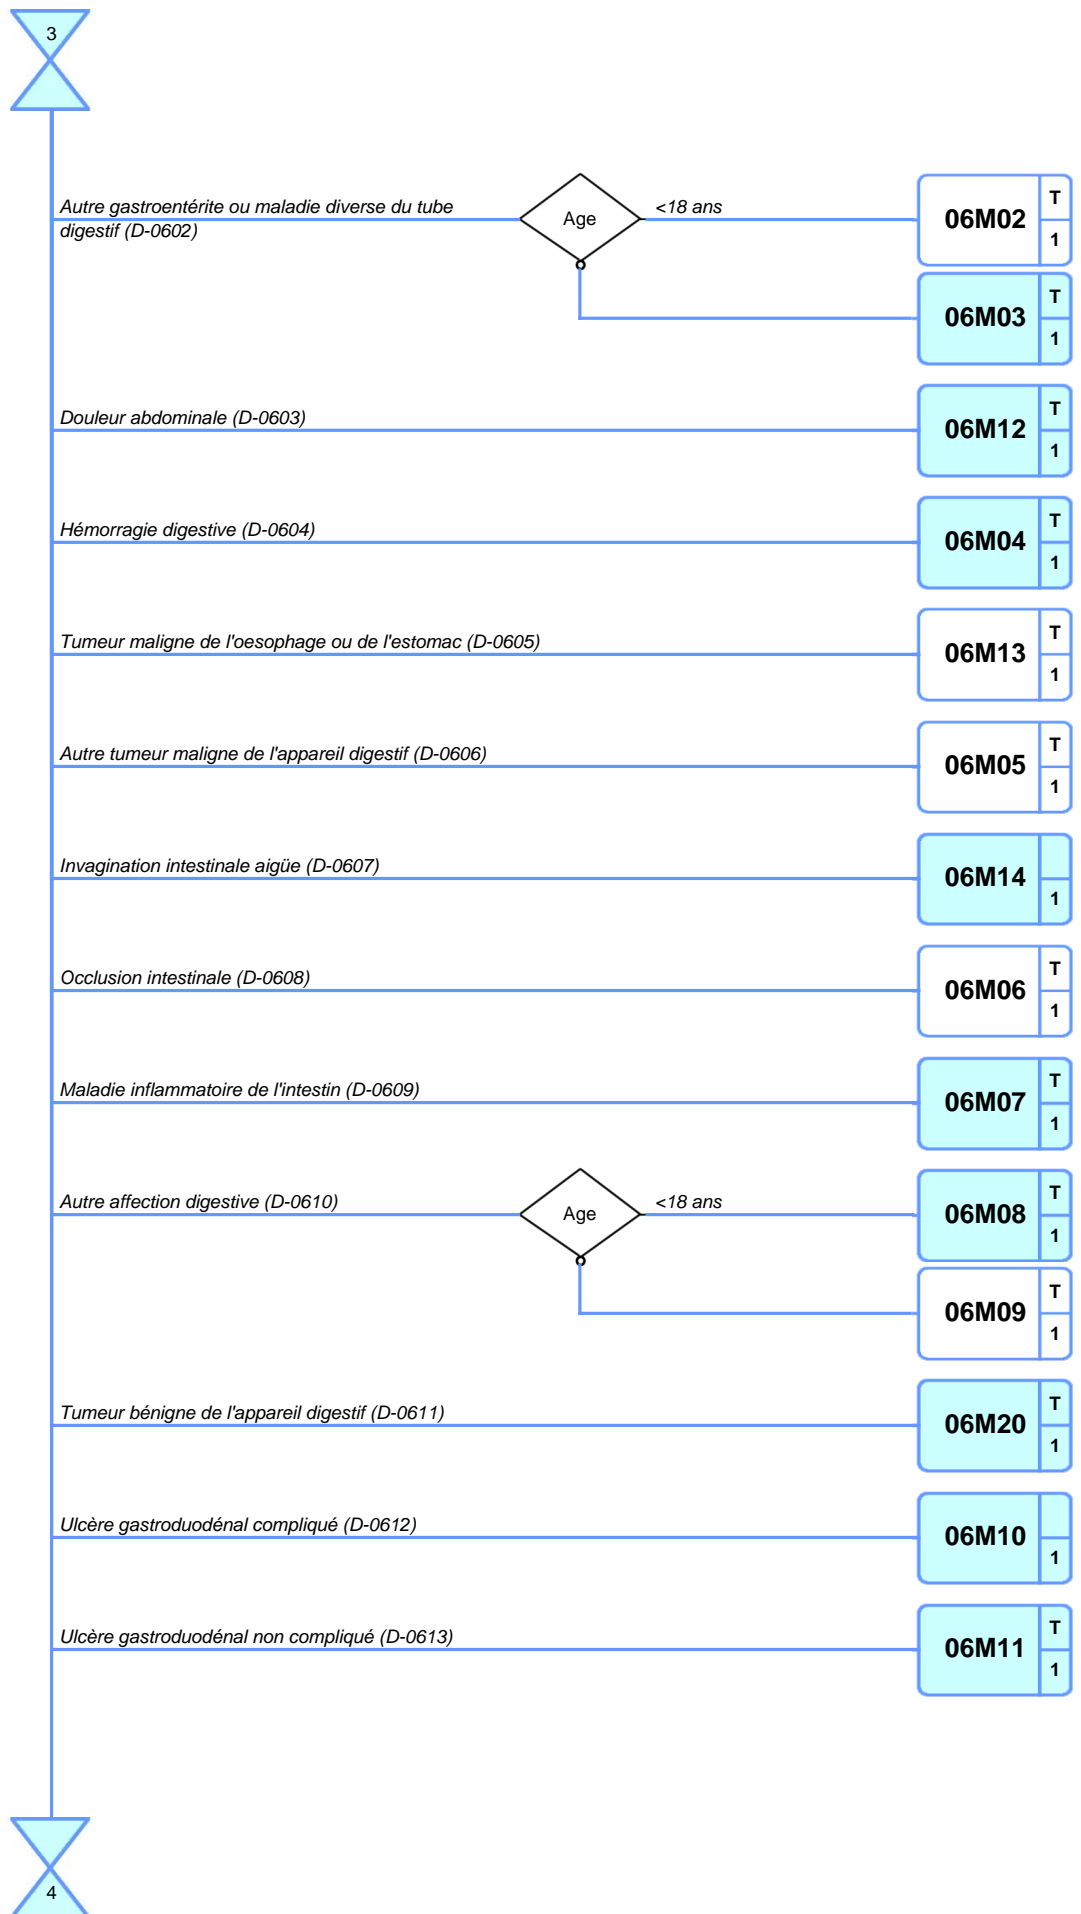 3
Autre gastroentérite ou maladie diverse du tube
digestif (D-0602)
Age
<18 ans
06M02
T
1
06M03
T
1
Douleur abdominale (D-0603)
06M12
T
1
Hémorragie digestive (D-0604)
06M04
T
1
Tumeur maligne de l'oesophage ou de l'estomac (D-0605)
06M13
T
1
Autre tumeur maligne de l'appareil digestif (D-0606)
06M05
T
1
Invagination intestinale aigüe (D-0607)
06M14
1
Occlusion intestinale (D-0608)
06M06
T
1
Maladie inflammatoire de l'intestin (D-0609)
06M07
T
1
Autre affection digestive (D-0610)
Age
<18 ans
06M08
T
1
06M09
T
1
Tumeur bénigne de l'appareil digestif (D-0611)
06M20
T
1
Ulcère gastroduodénal compliqué (D-0612)
06M10
1
Ulcère gastroduodénal non compliqué (D-0613)
06M11
T
1
4